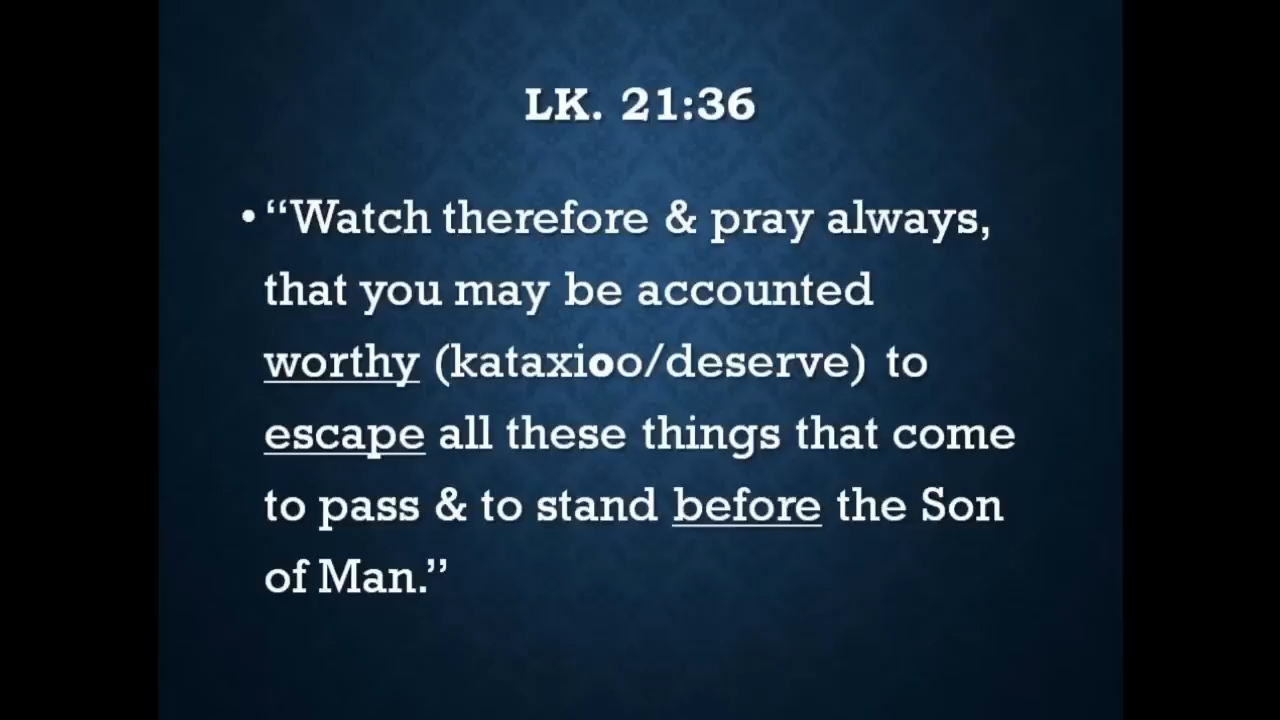 LK. 21:36
• “Watch therefore & pray always,
that you may be accounted
worthy (kataxioo/deserve) to
escape all these things that come
to pass & to stand before the Son
of Man.”